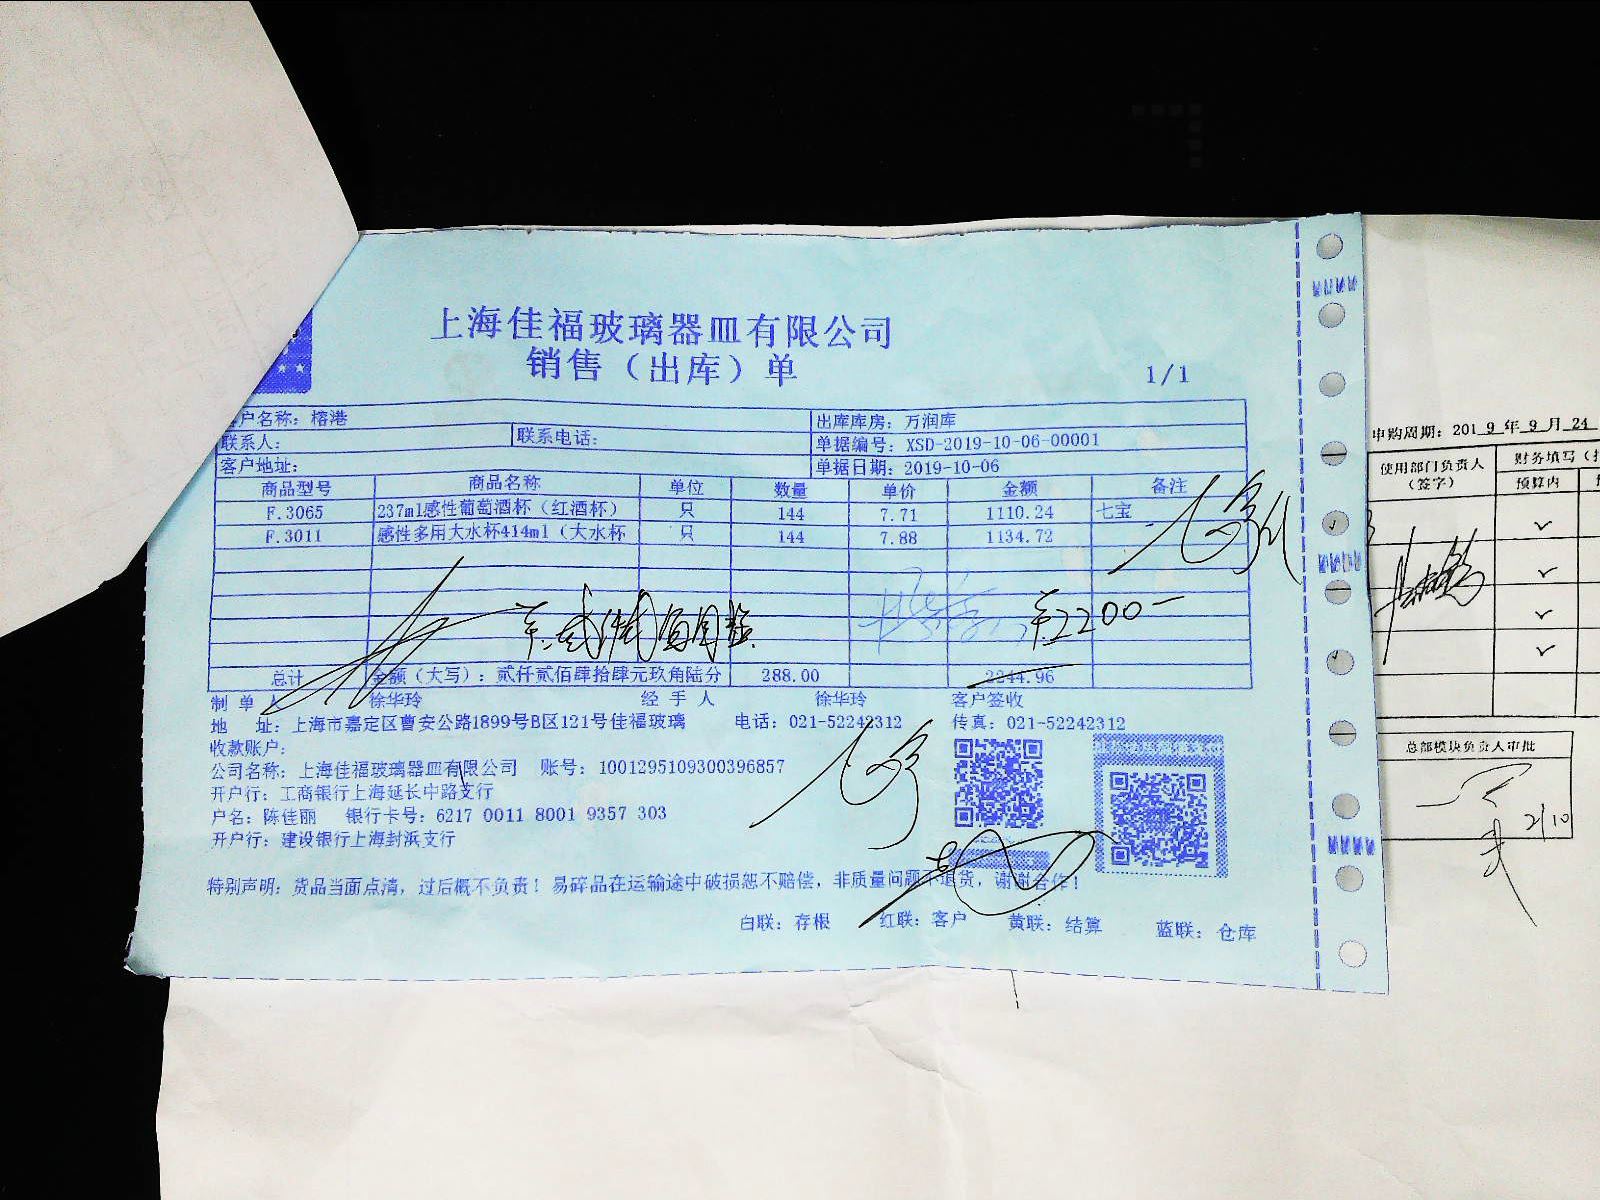 上海佳福玻璃器皿有限公司
销售（出库）单
1/1
户名称：榕港
出库库房：万润库
联系人：
联系电话：
单据编号：XSD-2019-10-06-00001
客户地址：
单据日期：2019-10-06
商品型号 商品名称 单位 数量 单价 金额 备注
F.3065 237ml感性葡萄酒杯（红酒杯） 只 144 7.71 1110.24 七宝
F.3011 感性多用大水杯414ml（大水杯 只 144 7.88 1134.72
¥2200-
总计 金额（大写）：贰仟贰佰肆拾肆元玖角陆分 288.00 2244.96
制单人 徐华玲 经手人 徐华玲 客户签收
地 址：上海市嘉定区曹安公路1899号B区121号佳福玻璃 电话：021-52242312 传真：021-52242312
收款账户：
公司名称：上海佳福玻璃器皿有限公司 账号：1001295109300396857
开户行：工商银行上海延长中路支行
户名：陈佳丽 银行卡号：6217 0011 8001 9357 303
开户行：建设银行上海封浜支行
特别声明：货品当面点清，过后概不负责！易碎品在运输途中破损恕不赔偿，非质量问题不退货，谢谢合作！
白联：存根 红联：客户 黄联：结算 蓝联：仓库
申购周期：2019年9月24
使用部门负责人
（签字）
财务填写
预算内
总部模块负责人审批
2/10